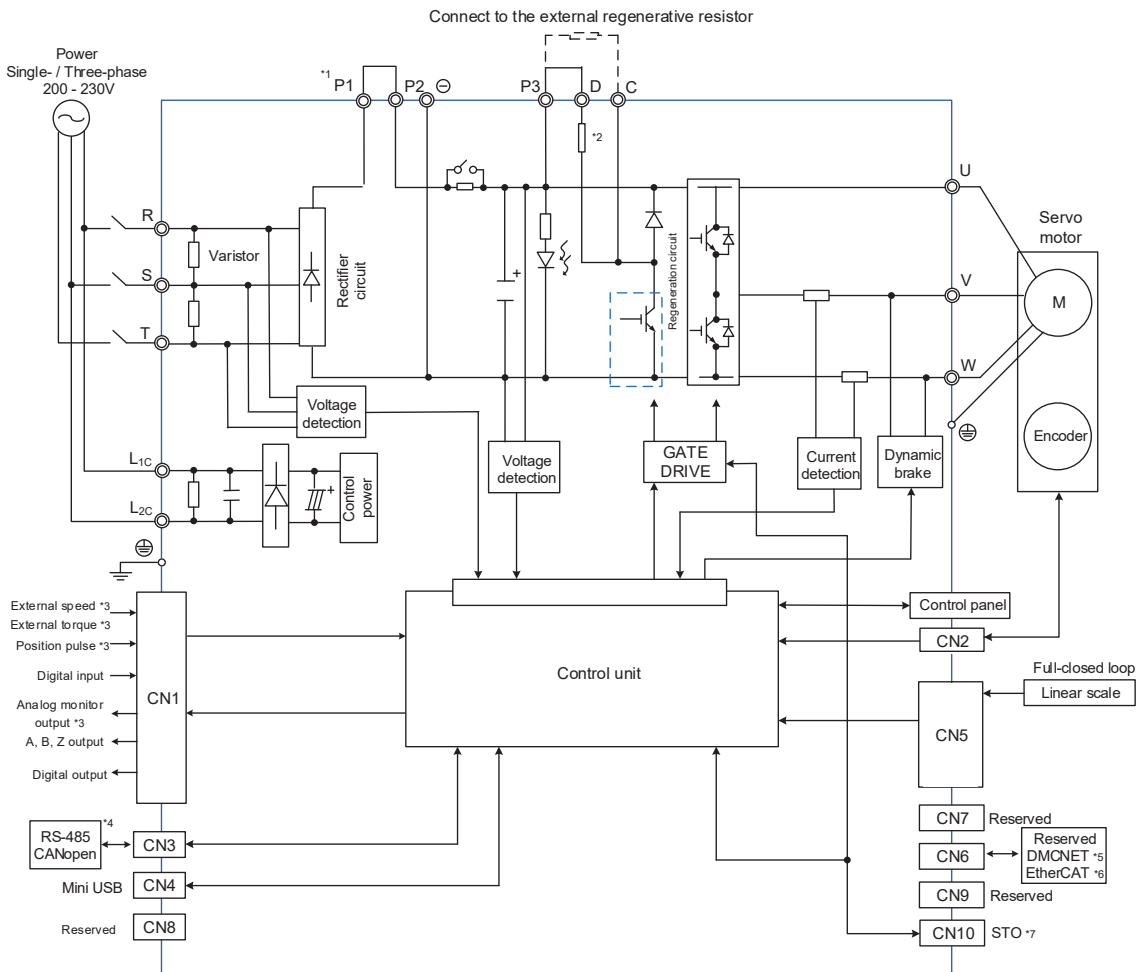 Connect to the external regenerative resistor
Power
Single- / Three-phase
200 - 230V
*1
P1
P2
⊖
P3
D
C
*2
U
R
Varistor
S
T
Rectifier
circuit
Regeneration circuit
Servo
motor
V
M
W
Voltage
detection
Voltage
detection
GATE
DRIVE
Current
detection
Dynamic
brake
Encoder
L1C
L2C
+
+
Control
power
External speed *3
External torque *3
Position pulse *3
Digital input
Analog monitor
output *3
A, B, Z output
Digital output
CN1
Control unit
Control panel
CN2
Full-closed loop
Linear scale
CN5
RS-485
CANopen
*4
CN3
Mini USB
CN4
Reserved
CN8
CN7
Reserved
CN6
Reserved
DMCNET *5
EtherCAT *6
CN9
Reserved
CN10
STO *7